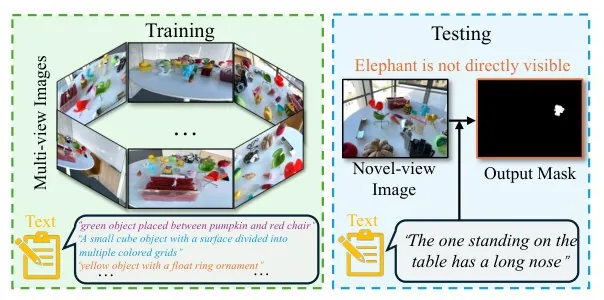 Training
Multi-view Images
...
Text
“green object placed between pumpkin and red chair”
“A small cube object with a surface divided into
multiple colored grids”
“yellow object with a float ring ornament”
... ...
Testing
Elephant is not directly visible
Novel-view
Image
Output Mask
Text
“The one standing on the
table has a long nose”